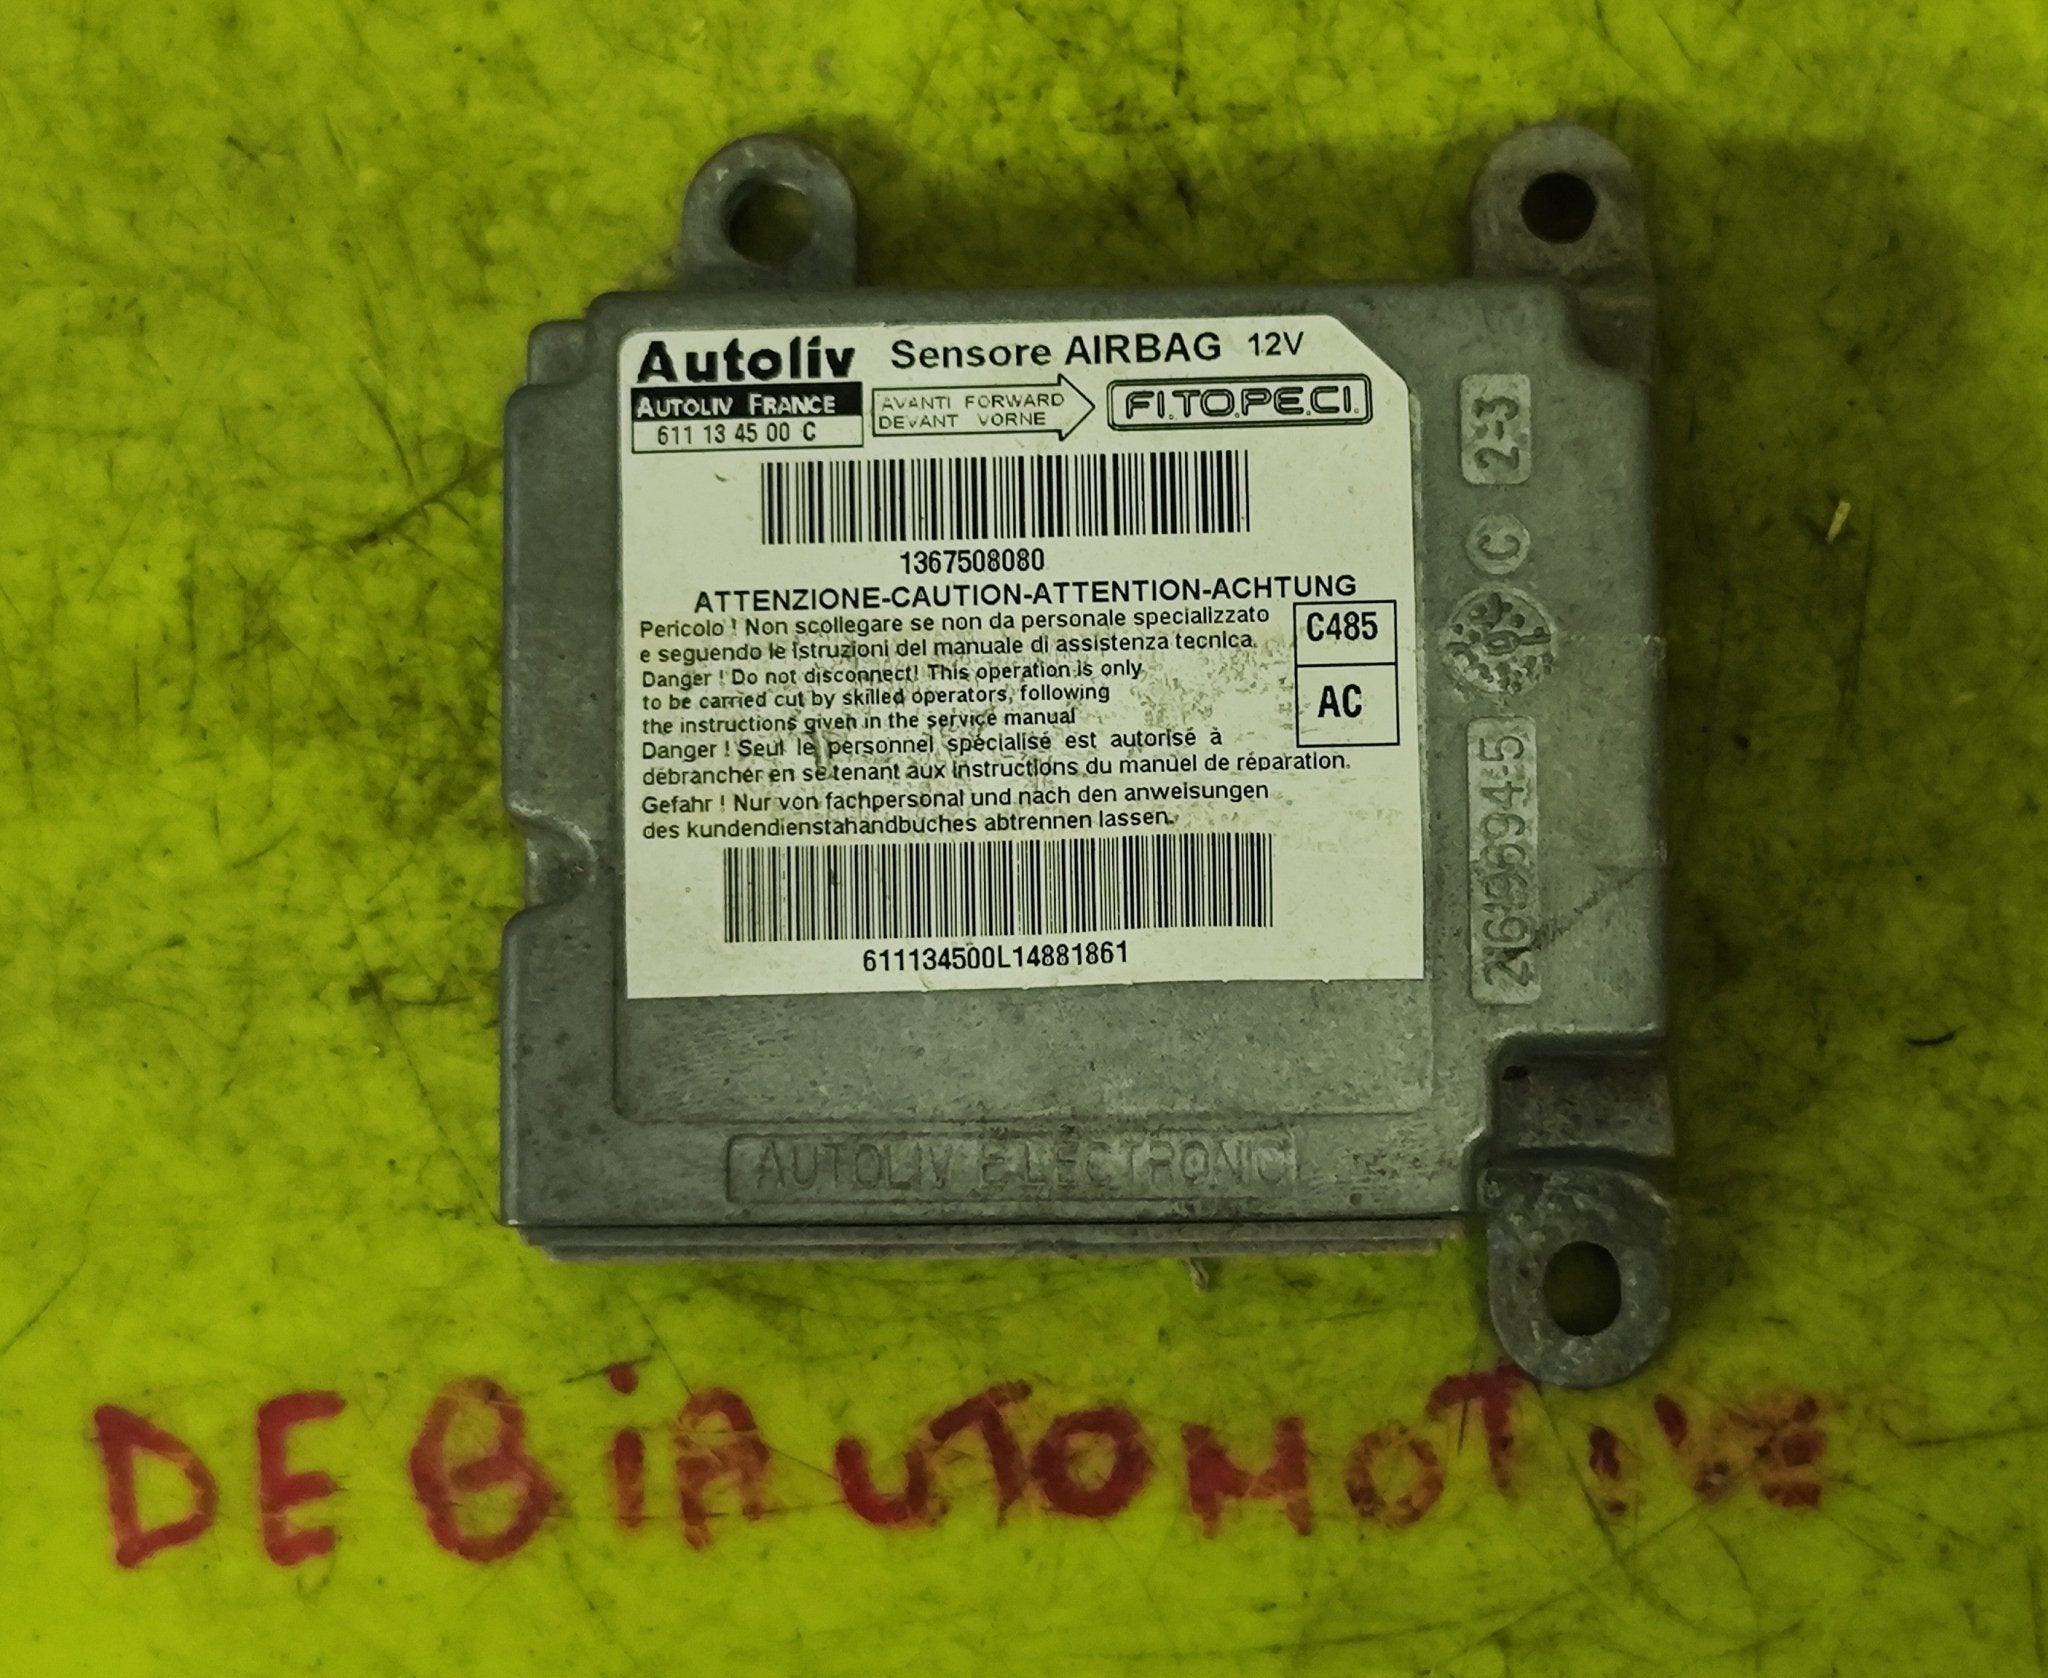 Autoliv Sensore AIRBAG 12V
AUTOLIV FRANCE
611 13 45 00 C
AVANTI FORWARD
DEVANT VORNE
FI.TO.PE.CI.
1367508080
ATTENZIONE-CAUTION-ATTENTION-ACHTUNG
Pericolo ! Non scollegare se non da personale specializzato
e seguendo le istruzioni del manuale di assistenza tecnica.
Danger ! Do not disconnect! This operation is only
to be carried cut by skilled operators, following
the instructions given in the service manual
Danger ! Seul le personnel spécialisé est autorisé à
débrancher en se tenant aux instructions du manuel de réparation.
Gefahr ! Nur von fachpersonal und nach den anweisungen
des kundendienstahandbuches abtrennen lassen.
C485
AC
611134500L14881861
2-3
C
AUTOLIV ELECTRONIC
DEBIAUTOMOTIVE